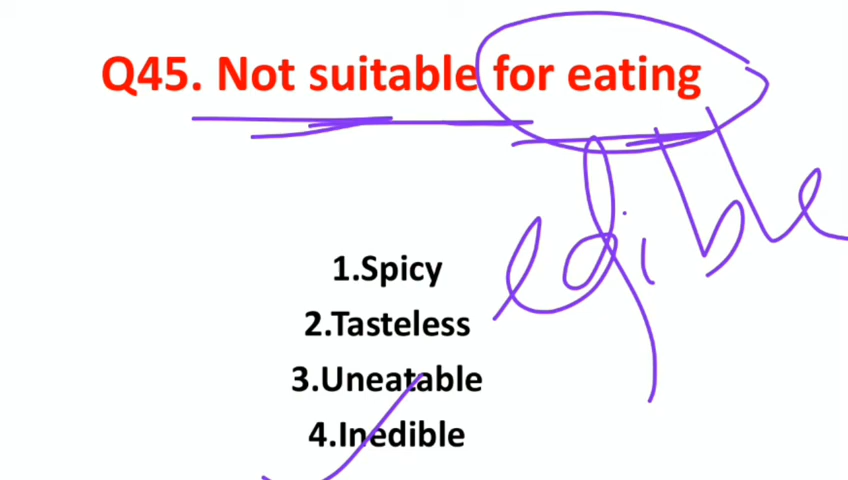 Q45. Not suitable for eating
edible
1.Spicy
2.Tasteless
3.Uneatable
4.Inedible